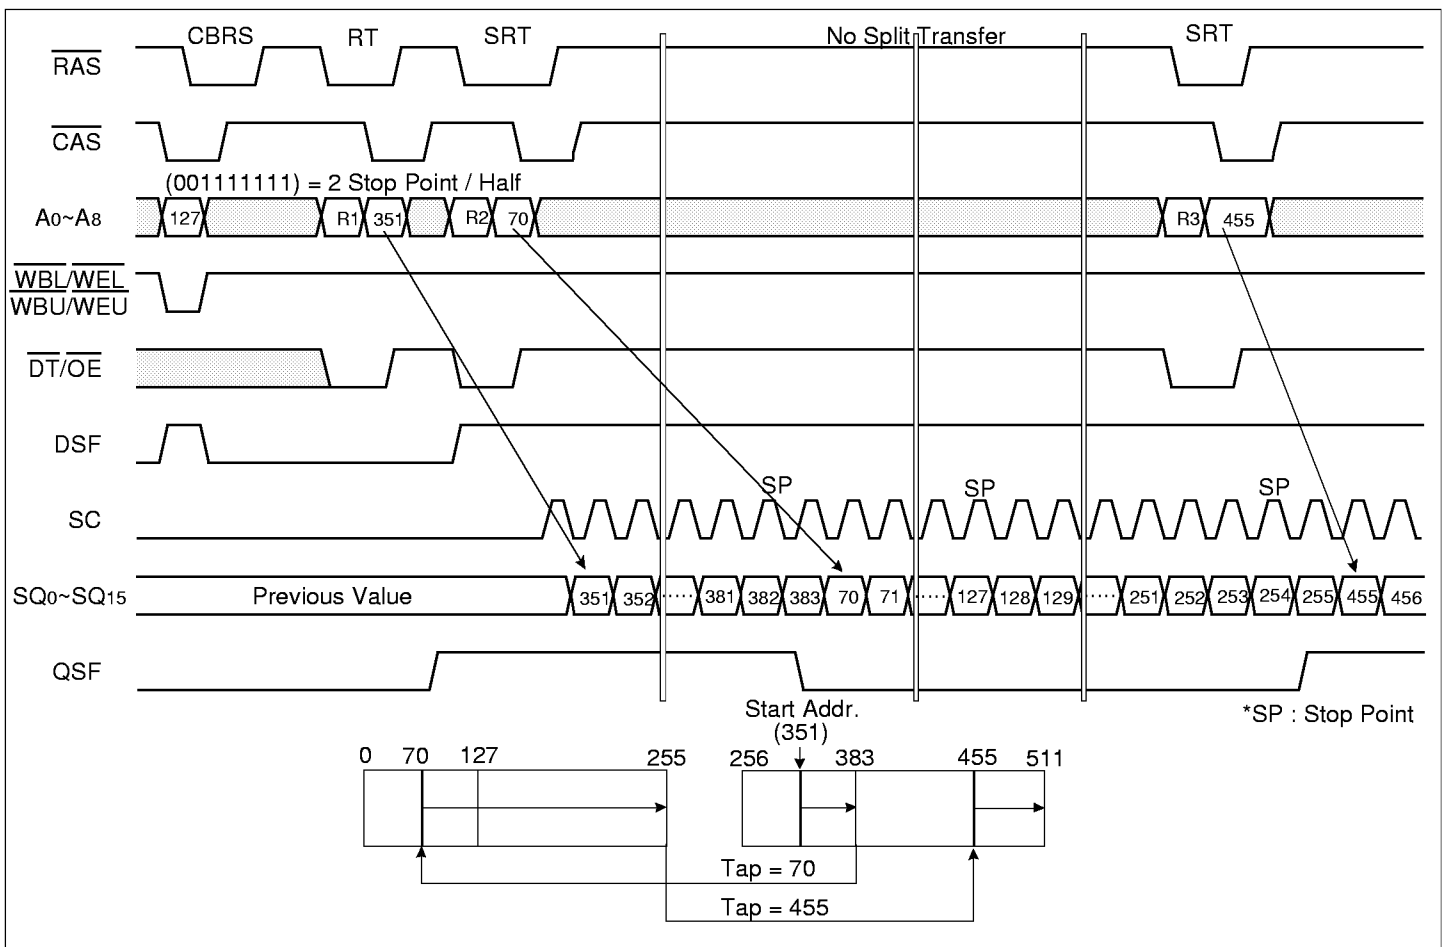 CBRS RT SRT No Split Transfer SRT
RAS
CAS
(001111111) = 2 Stop Point / Half
A0~A8 127 R1 351 R2 70 R3 455
WBL/WEL
WBU/WEU
DT/OE
DSF
SP SP SP
SC
SQ0~SQ15 Previous Value 351 352 ····· 381 382 383 70 71 ····· 127 128 129 ····· 251 252 253 254 255 455 456
QSF
*SP : Stop Point
Start Addr.
(351)
0 70 127 255 256 383 455 511
Tap = 70
Tap = 455